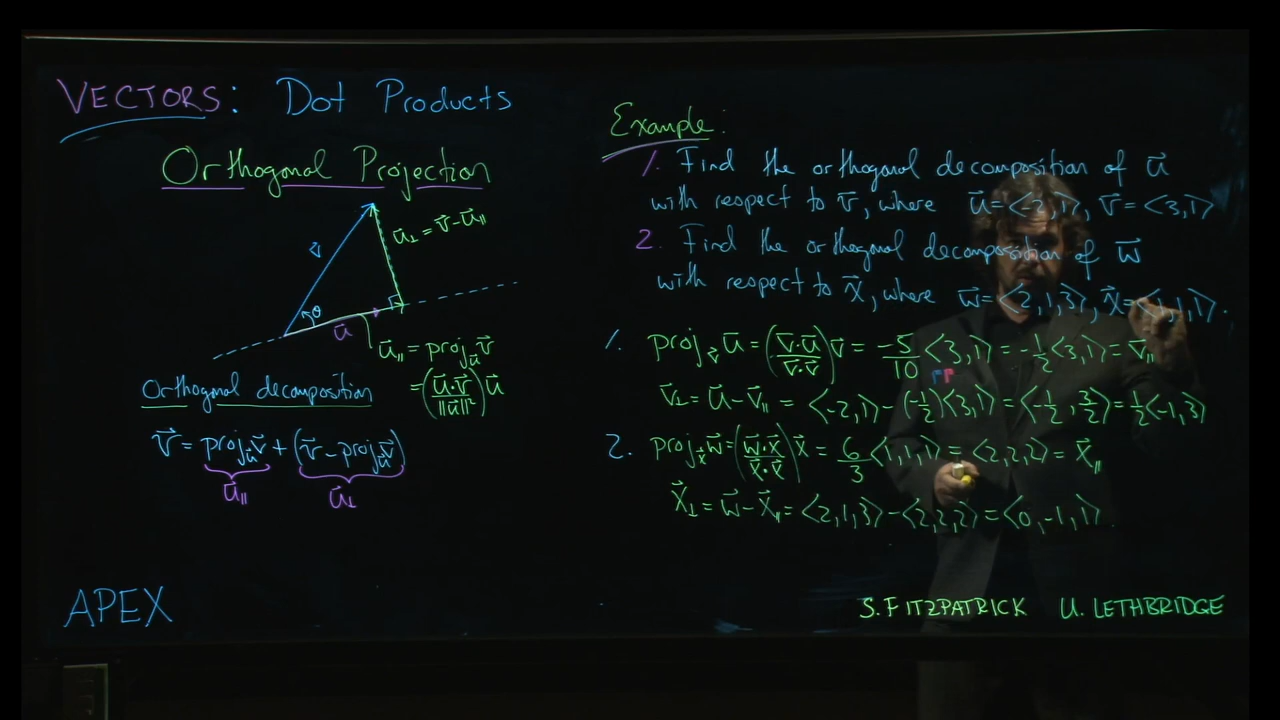 VECTORS: Dot Products
Orthogonal Projection
v⃗
u⃗⊥ = v⃗ - u⃗∥
θ
u⃗
u⃗∥ = proj_u⃗ v⃗
= (u⃗·v⃗ / ‖u⃗‖²) u⃗
Orthogonal decomposition
v⃗ = proj_u⃗ v⃗ + (v⃗ - proj_u⃗ v⃗)
u⃗∥ u⃗⊥
APEX
Example:
1. Find the orthogonal decomposition of u⃗
with respect to v⃗, where u⃗ = <2,1>, v⃗ = <3,1>
2. Find the orthogonal decomposition of w⃗
with respect to x⃗, where w⃗ = <2,1,3>, x⃗ = <1,1,1>.
1. proj_v⃗ u⃗ = (v⃗·u⃗ / v⃗·v⃗) v⃗ = -5/10 <3,1> = -1/2 <3,1> = v⃗∥
v⃗⊥ = u⃗ - v⃗∥ = <-2,1> - (-1/2)<3,1> = <-1/2, 3/2> = 1/2 <-1,3>
2. proj_x⃗ w⃗ = (w⃗·x⃗ / x⃗·x⃗) x⃗ = 6/3 <1,1,1> = <2,2,2> = x⃗∥
x⃗⊥ = w⃗ - x⃗∥ = <2,1,3> - <2,2,2> = <0,-1,1>
S. FITZPATRICK U. LETHBRIDGE